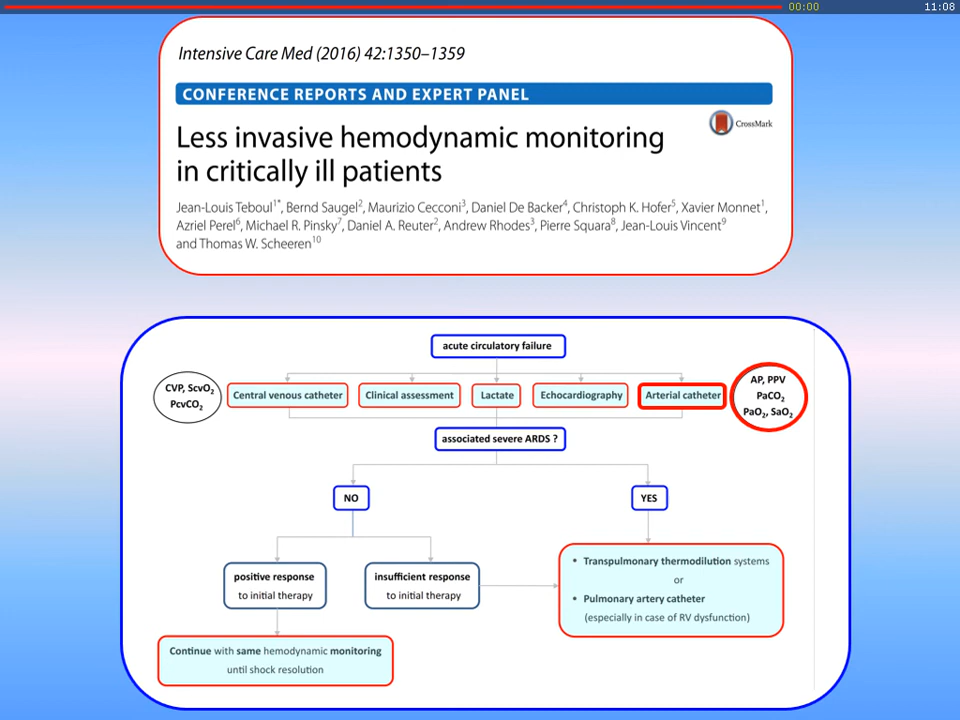 00:00
11:08
Intensive Care Med (2016) 42:1350–1359
CONFERENCE REPORTS AND EXPERT PANEL
CrossMark
Less invasive hemodynamic monitoring
in critically ill patients
Jean-Louis Teboul1*, Bernd Saugel2, Maurizio Cecconi3, Daniel De Backer4, Christoph K. Hofer5, Xavier Monnet1,
Azriel Perel6, Michael R. Pinsky7, Daniel A. Reuter2, Andrew Rhodes3, Pierre Squara8, Jean-Louis Vincent9
and Thomas W. Scheeren10
acute circulatory failure
CVP, ScvO2
PcvCO2
Central venous catheter
Clinical assessment
Lactate
Echocardiography
Arterial catheter
AP, PPV
PaCO2
PaO2, SaO2
associated severe ARDS ?
NO
YES
positive response
to initial therapy
insufficient response
to initial therapy
• Transpulmonary thermodilution systems
or
• Pulmonary artery catheter
(especially in case of RV dysfunction)
Continue with same hemodynamic monitoring
until shock resolution